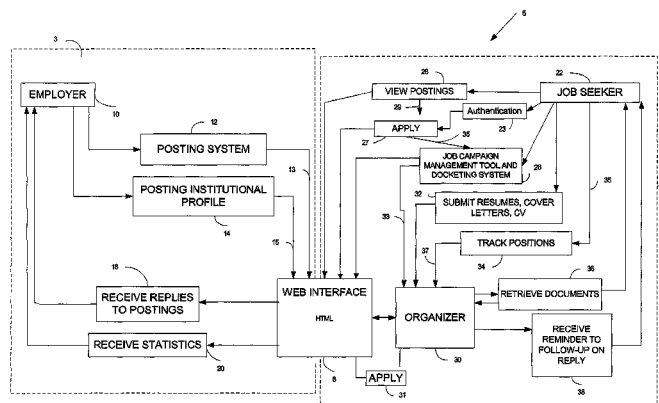 5
3
EMPLOYER
10
12
POSTING SYSTEM
13
POSTING INSTITUTIONAL
PROFILE
14
15
18
RECEIVE REPLIES
TO POSTINGS
RECEIVE STATISTICS
20
WEB INTERFACE
HTML
6
26
VIEW POSTINGS
22
JOB SEEKER
29
Authentication
23
APPLY
27
35
JOB CAMPAIGN
MANAGEMENT TOOL AND
DOCKETING SYSTEM
28
32
SUBMIT RESUMES, COVER
LETTERS, CV
33
35
37
TRACK POSITIONS
34
36
RETRIEVE DOCUMENTS
ORGANIZER
30
RECEIVE
REMINDER TO
FOLLOW-UP ON
REPLY
38
APPLY
31